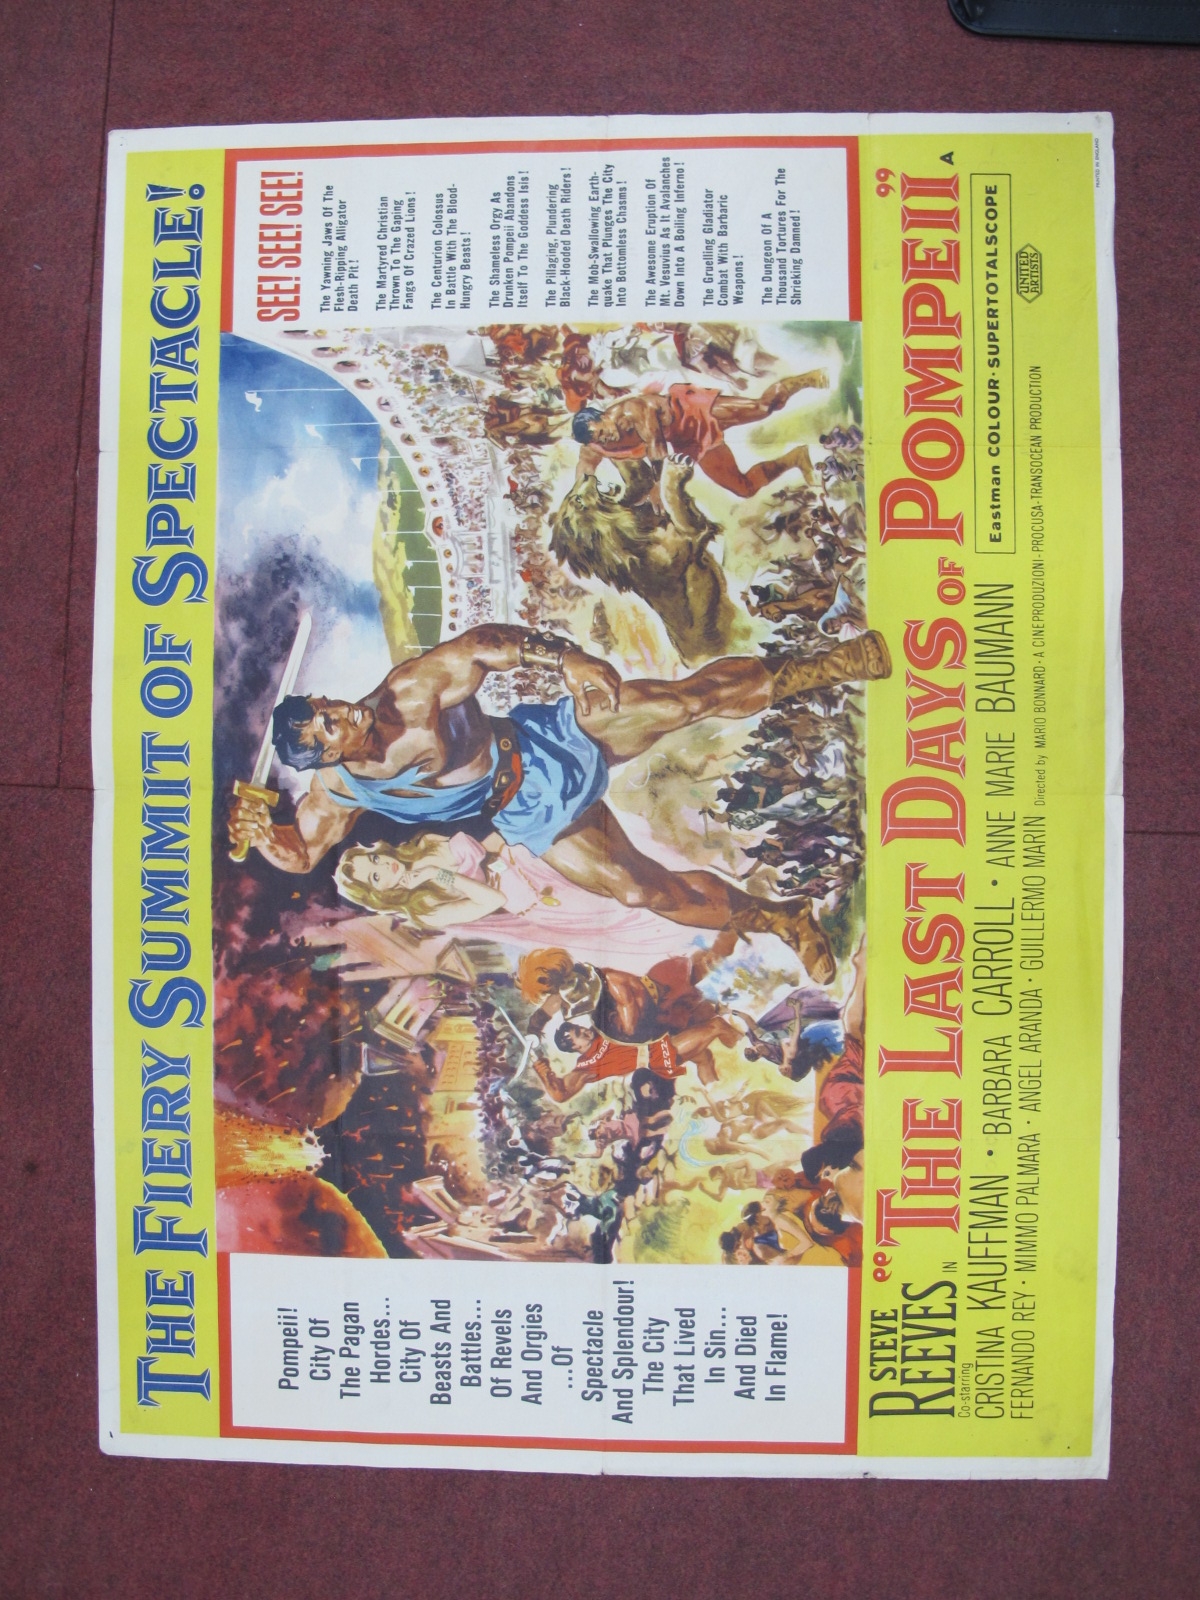 THE FIERY SUMMIT OF SPECTACLE!
Pompeii!
City Of
The Pagan
Hordes...
City Of
Beasts And
Battles...
Of Revels
And Orgies
...Of
Spectacle
And Splendour!
The City
That Lived
In Sin...
And Died
In Flame!
SEE! SEE! SEE!
The Yawning Jaws Of The
Flesh-Ripping Alligator
Death Pit!
The Martyred Christian
Thrown To The Gaping
Fangs Of Crazed Lions!
The Centurion Colossus
In Battle With The Blood-
Hungry Beasts!
The Shameless Orgy As
Drunken Pompeii Abandons
Itself To The Goddess Isis!
The Pillaging, Plundering
Black-Hooded Death Riders!
The Mob-Swallowing Earth-
quake That Plunges The City
Into Bottomless Chasms!
The Awesome Eruption Of
Mt. Vesuvius As It Avalanches
Down Into A Boiling Inferno!
The Gruelling Gladiator
Combat With Barbaric
Weapons!
The Dungeon Of A
Thousand Tortures For The
Shrieking Damned!
STEVE
REEVES IN
"THE LAST DAYS OF POMPEII" A
Co-starring
CRISTINA KAUFFMAN · BARBARA CARROLL · ANNE MARIE BAUMANN
Eastman COLOUR · SUPERTOTALSCOPE
FERNANDO REY · MIMMO PALMARA · ANGEL ARANDA · GUILLERMO MARIN Directed by MARIO BONNARD · A CINEPRODUZIONI-PROCUSA-TRANSOCEAN PRODUCTION
UNITED
ARTISTS
PRINTED IN ENGLAND